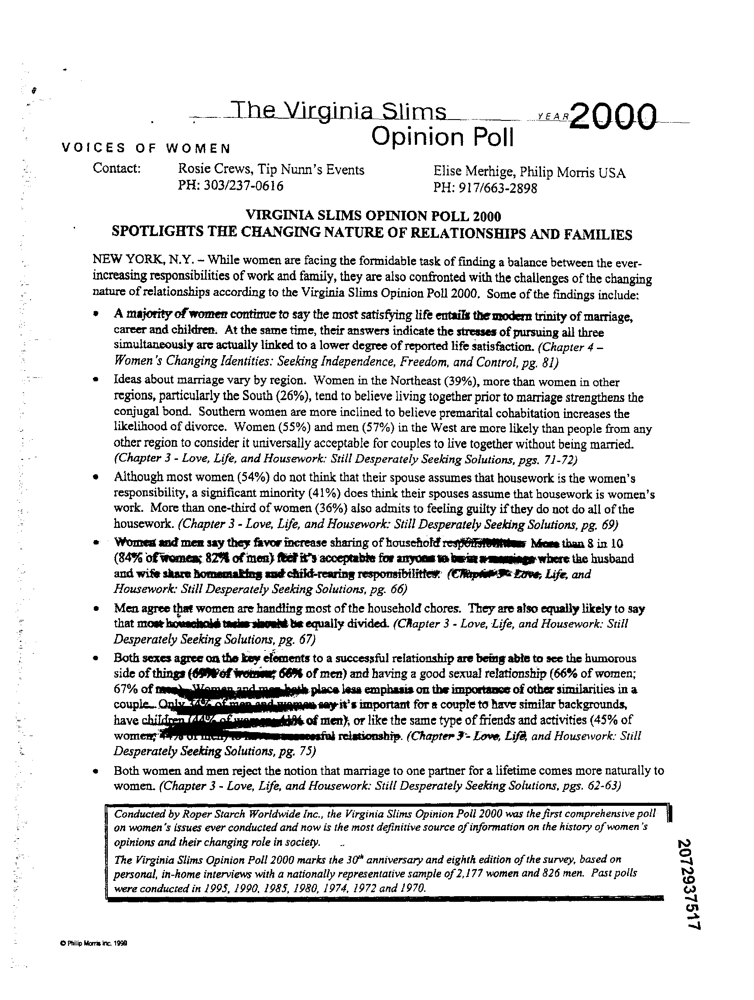 The Virginia Slims YEAR 2000
Opinion Poll
VOICES OF WOMEN
Contact: Rosie Crews, Tip Nunn's Events Elise Merhige, Philip Morris USA
PH: 303/237-0616 PH: 917/663-2898
VIRGINIA SLIMS OPINION POLL 2000
SPOTLIGHTS THE CHANGING NATURE OF RELATIONSHIPS AND FAMILIES
NEW YORK, N.Y. – While women are facing the formidable task of finding a balance between the ever-
increasing responsibilities of work and family, they are also confronted with the challenges of the changing
nature of relationships according to the Virginia Slims Opinion Poll 2000. Some of the findings include:
• A majority of women continue to say the most satisfying life entails the modern trinity of marriage,
career and children. At the same time, their answers indicate the stresses of pursuing all three
simultaneously are actually linked to a lower degree of reported life satisfaction. (Chapter 4 –
Women's Changing Identities: Seeking Independence, Freedom, and Control, pg. 81)
• Ideas about marriage vary by region. Women in the Northeast (39%), more than women in other
regions, particularly the South (26%), tend to believe living together prior to marriage strengthens the
conjugal bond. Southern women are more inclined to believe premarital cohabitation increases the
likelihood of divorce. Women (55%) and men (57%) in the West are more likely than people from any
other region to consider it universally acceptable for couples to live together without being married.
(Chapter 3 - Love, Life, and Housework: Still Desperately Seeking Solutions, pgs. 71-72)
• Although most women (54%) do not think that their spouse assumes that housework is the women's
responsibility, a significant minority (41%) does think their spouses assume that housework is women's
work. More than one-third of women (36%) also admits to feeling guilty if they do not do all of the
housework. (Chapter 3 - Love, Life, and Housework: Still Desperately Seeking Solutions, pg. 69)
• Women and men say they favor increase sharing of household responsibilities More than 8 in 10
(84% of women; 82% of men) feel it's acceptable for anyone to be in a marriage where the husband
and wife share homemaking and child-rearing responsibilities. (Chapter 3- Love, Life, and
Housework: Still Desperately Seeking Solutions, pg. 66)
• Men agree that women are handling most of the household chores. They are also equally likely to say
that most household tasks should be equally divided. (Chapter 3 - Love, Life, and Housework: Still
Desperately Seeking Solutions, pg. 67)
• Both sexes agree on the key elements to a successful relationship are being able to see the humorous
side of things (69% of women; 66% of men) and having a good sexual relationship (66% of women;
67% of men). Women and men both place less emphasis on the importance of other similarities in a
couple. Only 34% of men and women say it's important for a couple to have similar backgrounds,
have children (44% of women 41% of men), or like the same type of friends and activities (45% of
women; 44% of men) to have successful relationship. (Chapter 3 - Love, Life, and Housework: Still
Desperately Seeking Solutions, pg. 75)
• Both women and men reject the notion that marriage to one partner for a lifetime comes more naturally to
women. (Chapter 3 - Love, Life, and Housework: Still Desperately Seeking Solutions, pgs. 62-63)
Conducted by Roper Starch Worldwide Inc., the Virginia Slims Opinion Poll 2000 was the first comprehensive poll
on women's issues ever conducted and now is the most definitive source of information on the history of women's
opinions and their changing role in society.
The Virginia Slims Opinion Poll 2000 marks the 30th anniversary and eighth edition of the survey, based on
personal, in-home interviews with a nationally representative sample of 2,177 women and 826 men. Past polls
were conducted in 1995, 1990, 1985, 1980, 1974, 1972 and 1970.
2072937517
© Philip Morris Inc. 1998